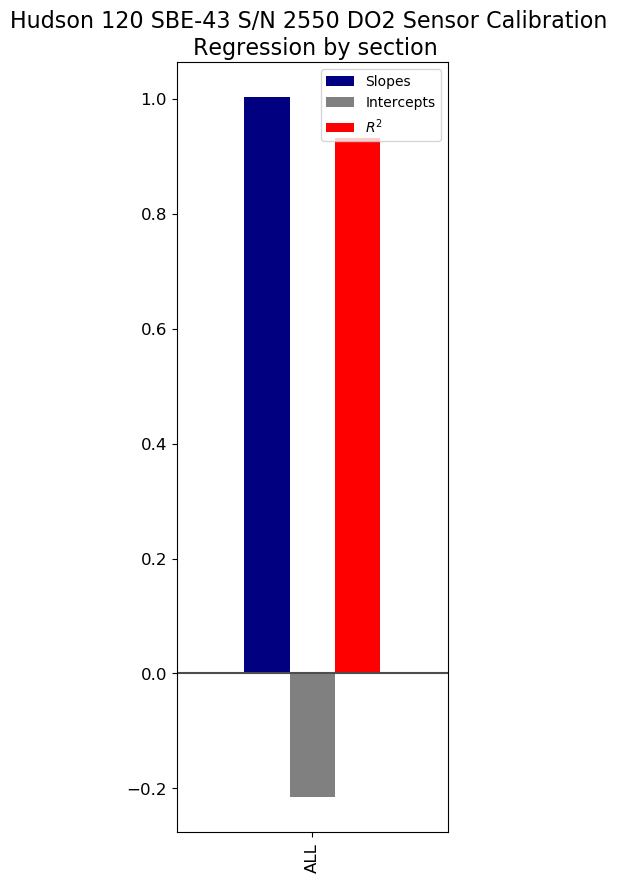 Hudson 120 SBE-43 S/N 2550 DO2 Sensor Calibration
Regression by section
Slopes
Intercepts
R²
1.0
0.8
0.6
0.4
0.2
0.0
−0.2
ALL